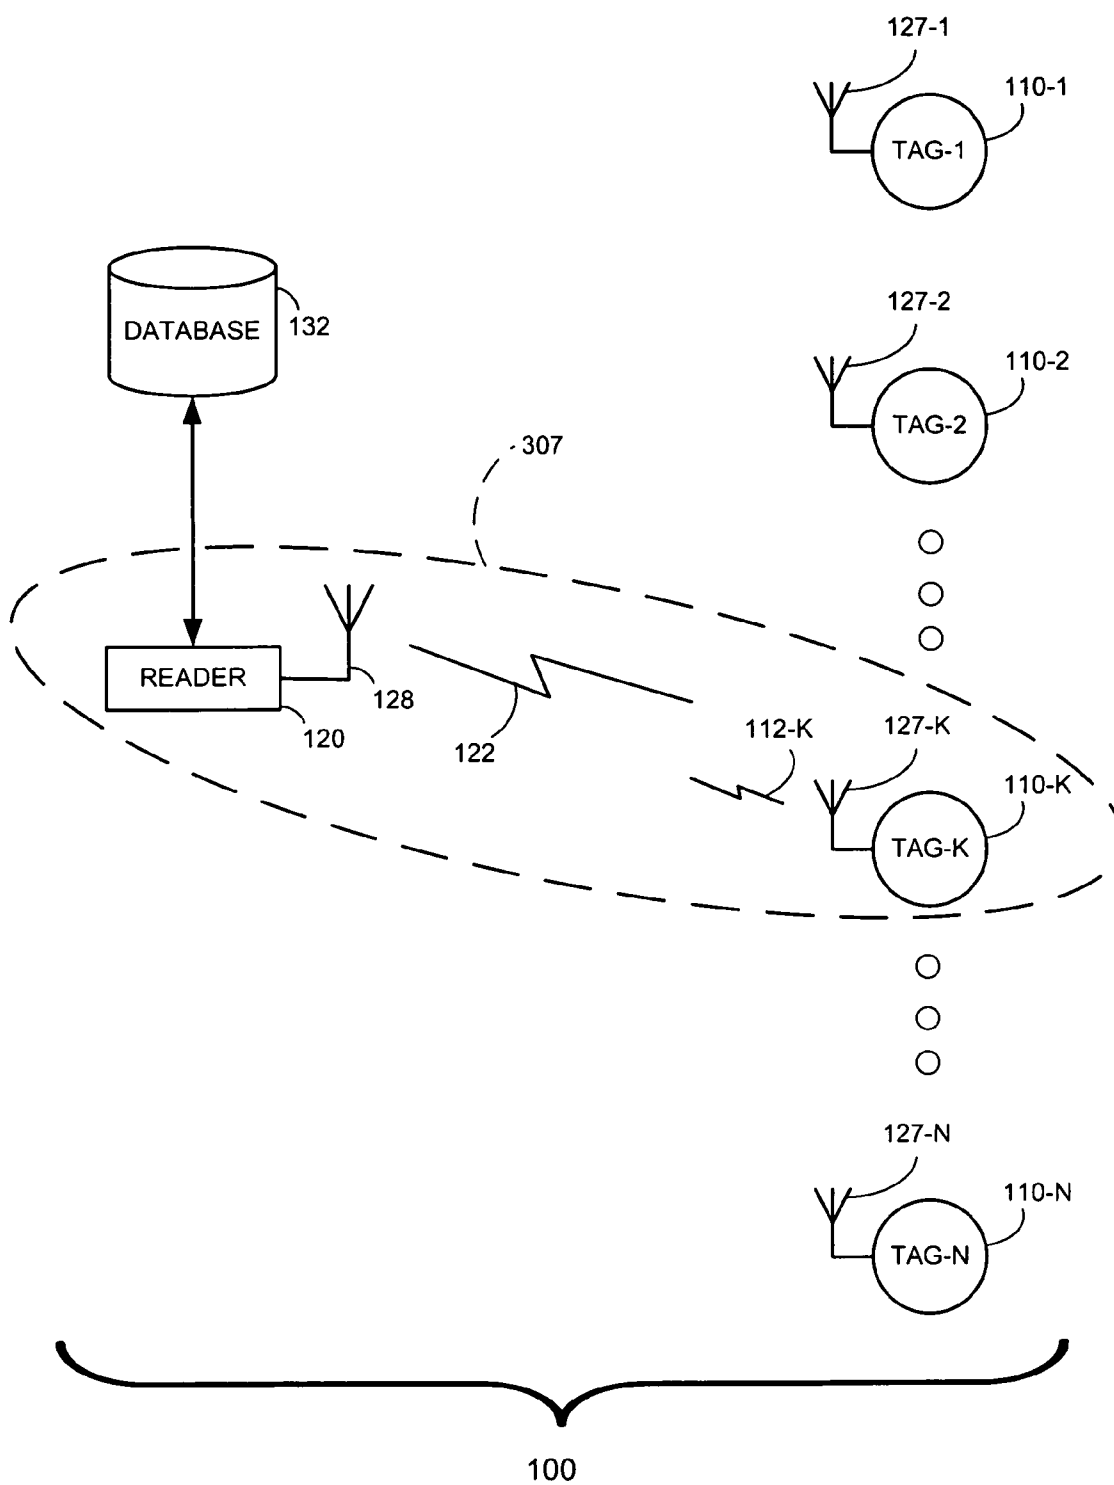 127-1
110-1
TAG-1
127-2
110-2
TAG-2
DATABASE
132
307
READER
120
128
122
112-K
127-K
110-K
TAG-K
127-N
110-N
TAG-N
100